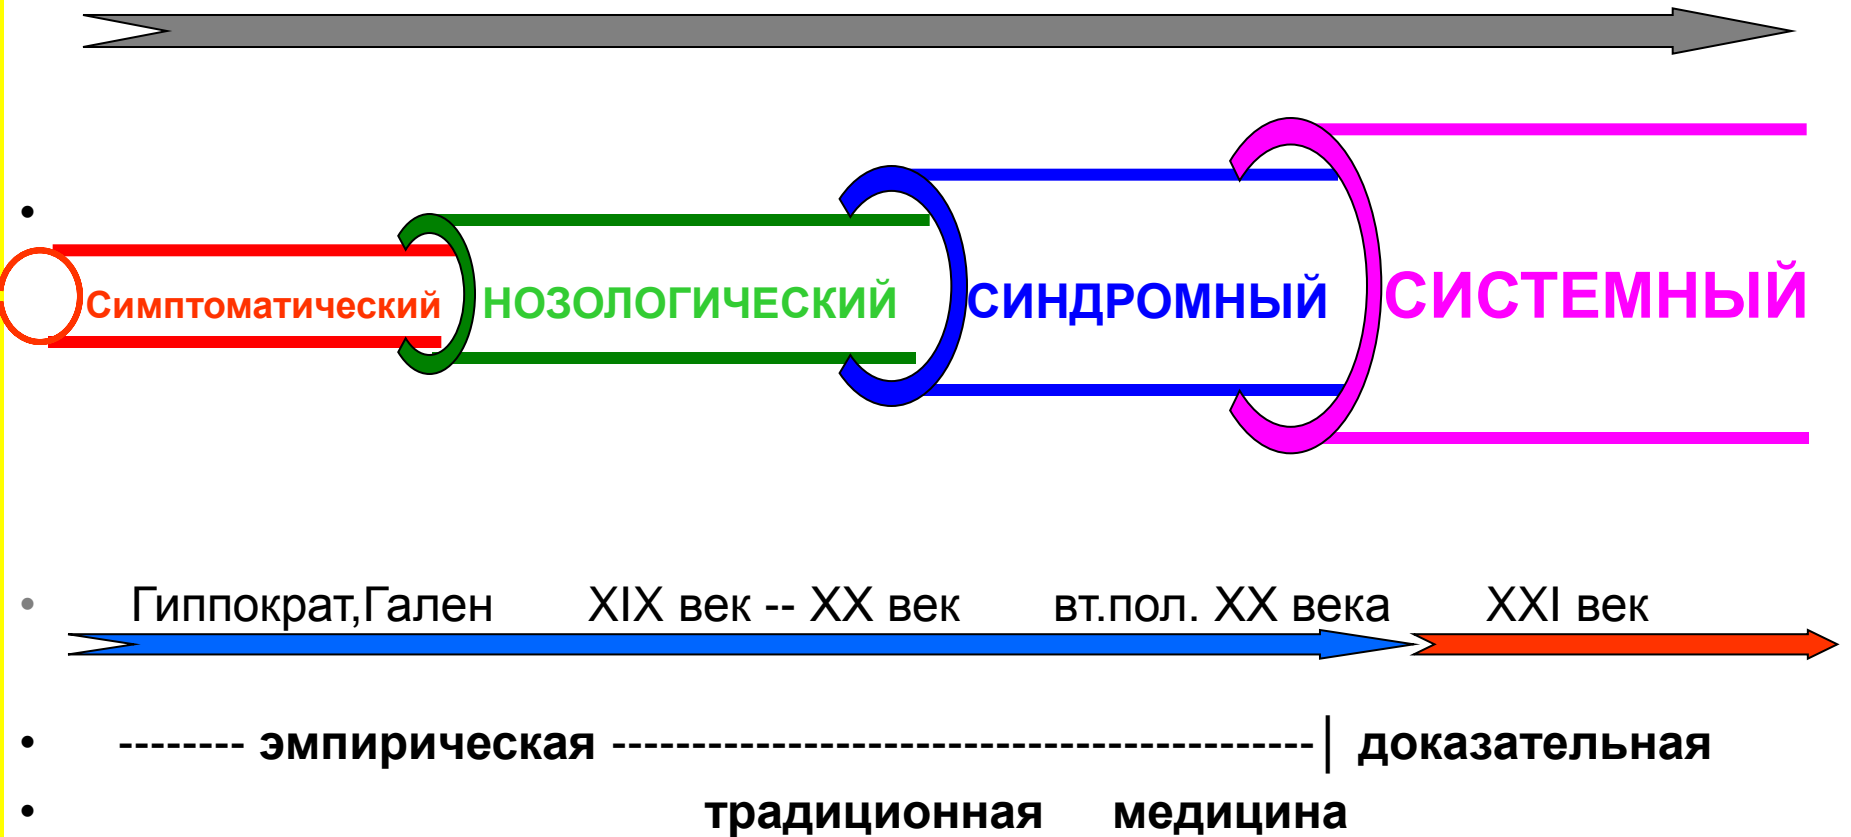 Симптоматический НОЗОЛОГИЧЕСКИЙ СИНДРОМНЫЙ СИСТЕМНЫЙ
• Гиппократ,Гален XIX век -- XX век вт.пол. XX века XXI век
• -------- эмпирическая --------------------------------------------| доказательная
• традиционная медицина